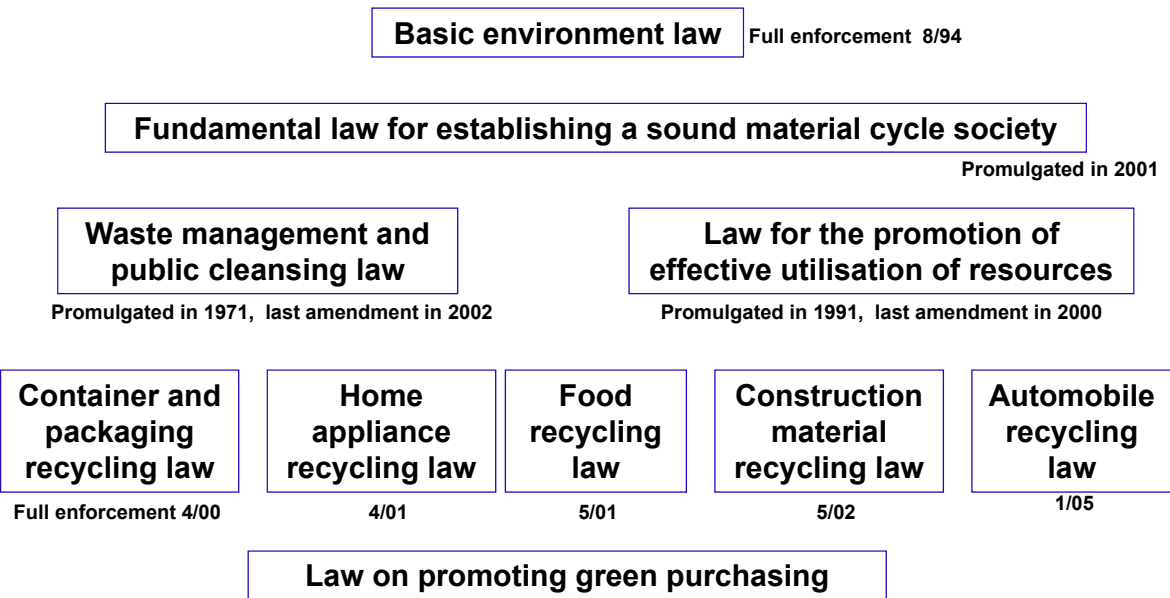 Basic environment law Full enforcement 8/94
Fundamental law for establishing a sound material cycle society
Promulgated in 2001
Waste management and
public cleansing law
Promulgated in 1971, last amendment in 2002
Law for the promotion of
effective utilisation of resources
Promulgated in 1991, last amendment in 2000
Container and
packaging
recycling law
Full enforcement 4/00
Home
appliance
recycling law
4/01
Food
recycling
law
5/01
Construction
material
recycling law
5/02
Automobile
recycling
law
1/05
Law on promoting green purchasing